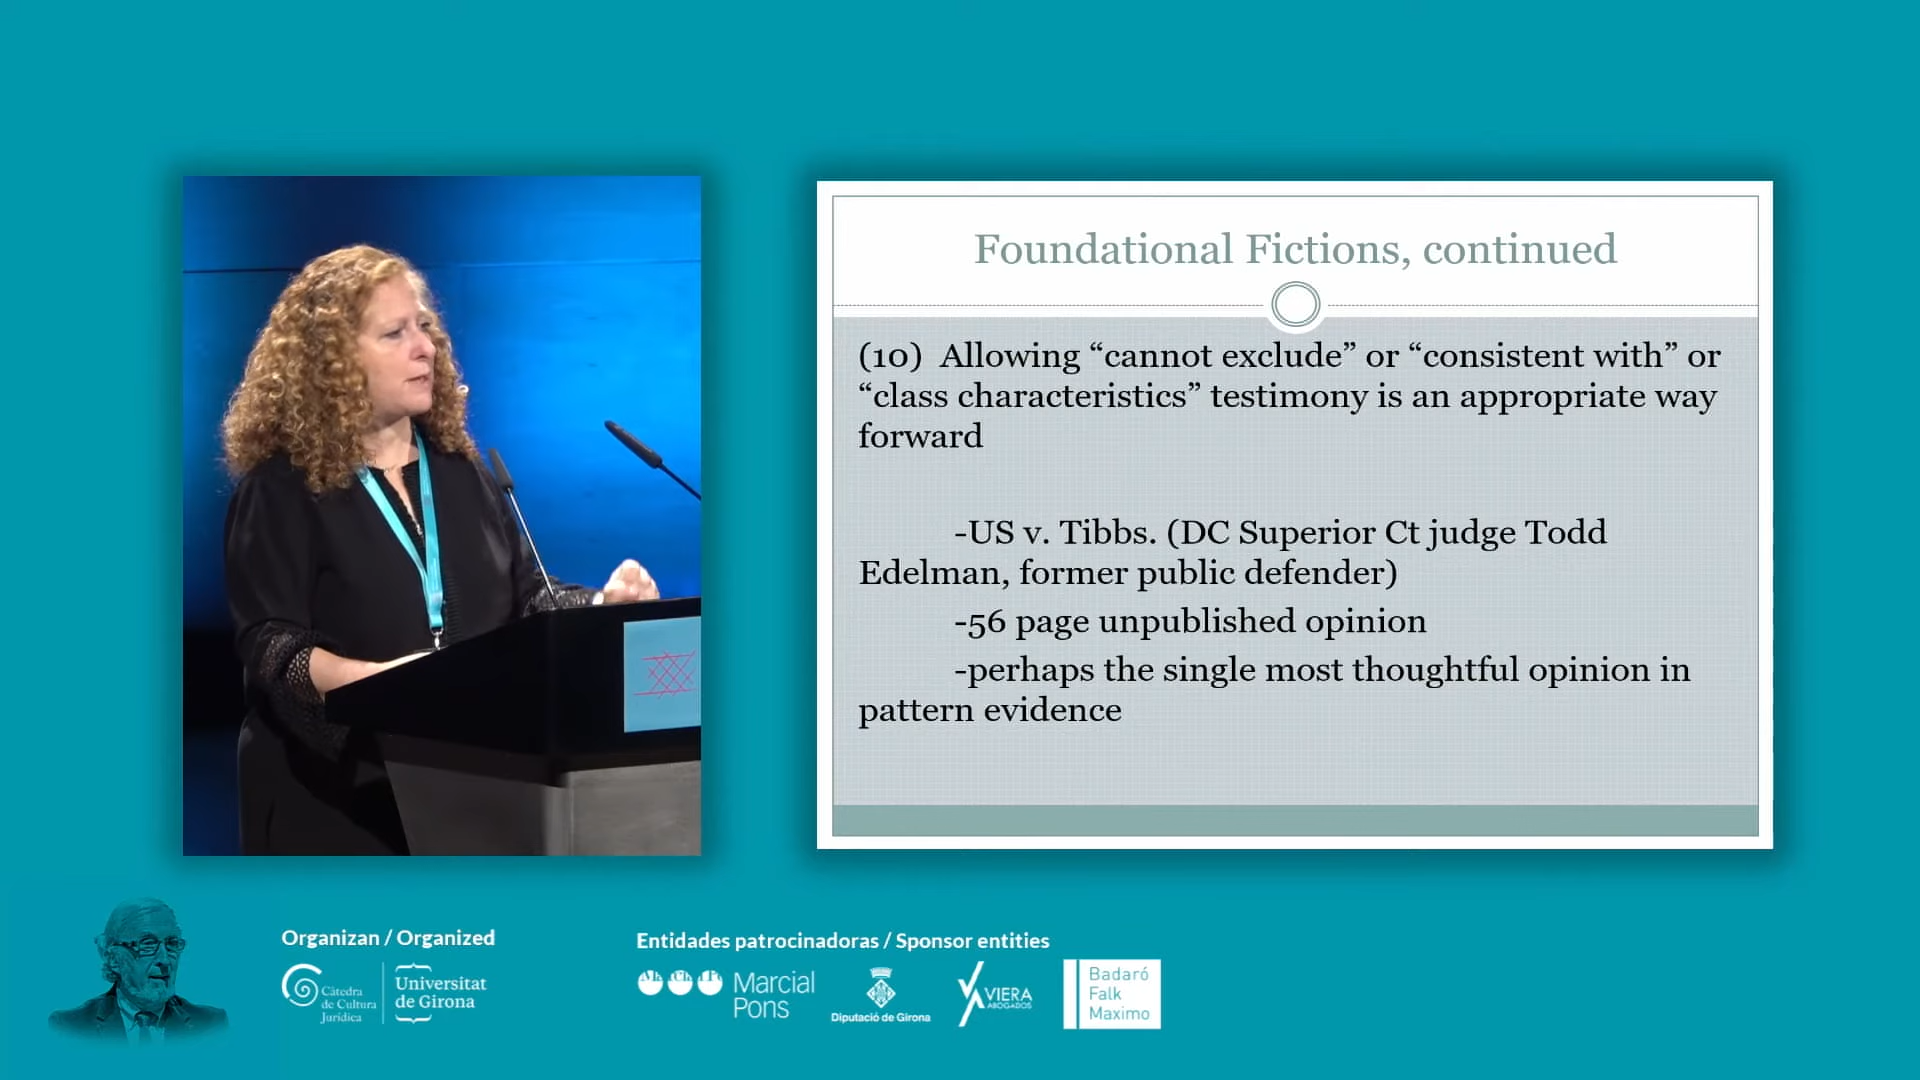 Foundational Fictions, continued
(10) Allowing “cannot exclude” or “consistent with” or
“class characteristics” testimony is an appropriate way
forward
-US v. Tibbs. (DC Superior Ct judge Todd
Edelman, former public defender)
-56 page unpublished opinion
-perhaps the single most thoughtful opinion in
pattern evidence
Organizan / Organized
Càtedra
de Cultura
Jurídica
Universitat
de Girona
Entidades patrocinadoras / Sponsor entities
Marcial
Pons
Diputació de Girona
VIERA
ABOGADOS
Badaró
Falk
Maximo